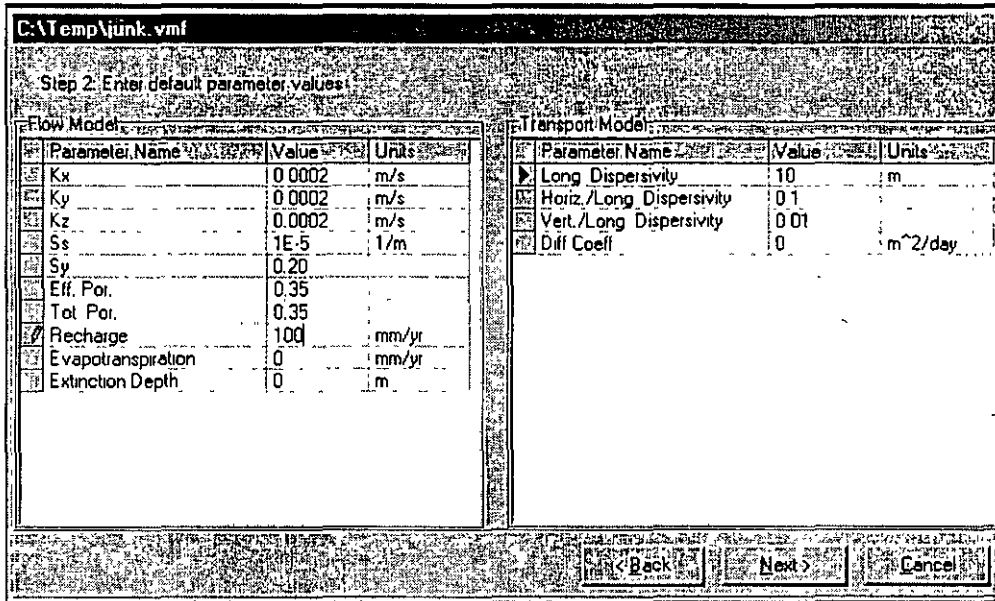 C:\Temp\junk.vmf
Step 2: Enter default parameter values
Flow Model
Parameter Name Value Units
Kx 0.0002 m/s
Ky 0.0002 m/s
Kz 0.0002 m/s
Ss 1E-5 1/m
Sy 0.20
Eff. Por. 0.35
Tot Por. 0.35
Recharge 100 mm/yr
Evapotranspiration 0 mm/yr
Extinction Depth 0 m
Transport Model
Parameter Name Value Units
Long Dispersivity 10 m
Horiz./Long Dispersivity 0.1
Vert./Long Dispersivity 0.01
Diff Coeff 0 m^2/day
< Back Next > Cancel